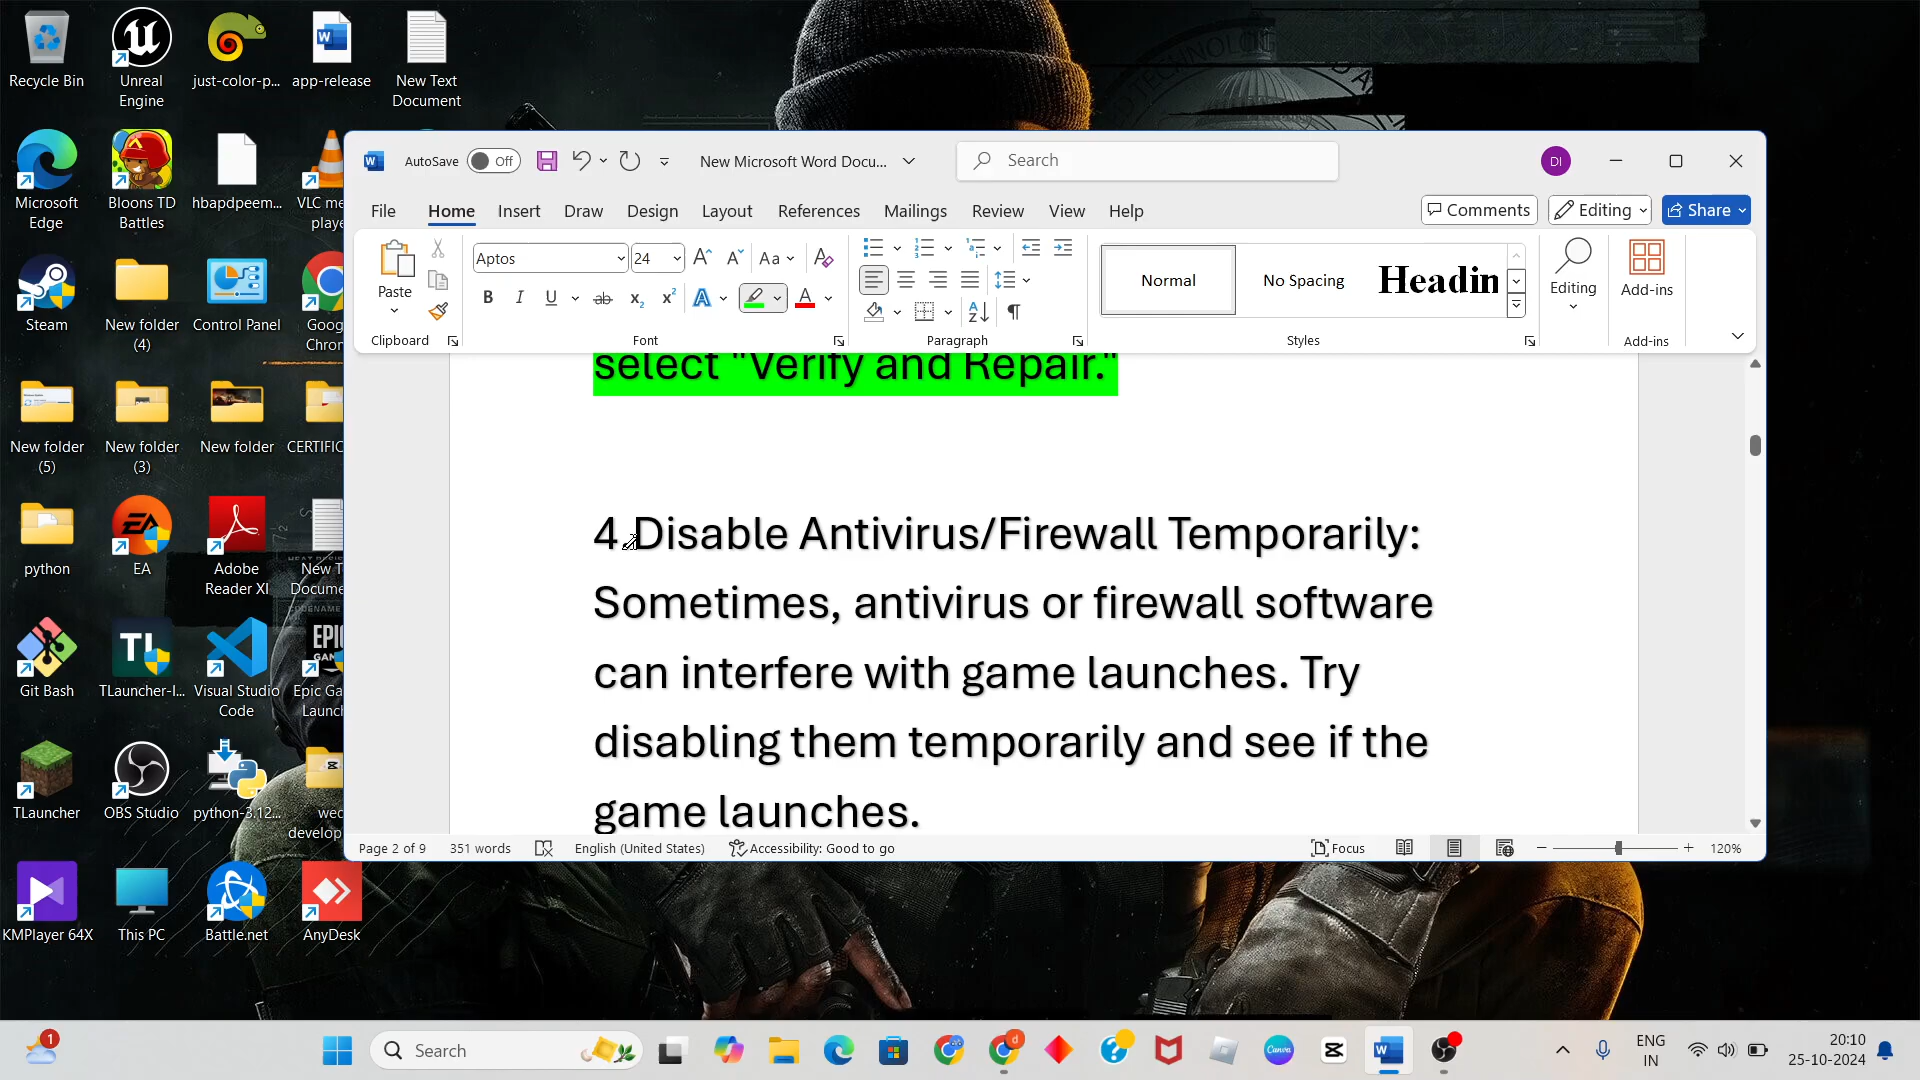 Recycle Bin
Unreal Engine
just-color-p...
app-release
New Text Document
Microsoft Edge
Bloons TD Battles
hbapdpeem...
VLC me
playe
Steam
New folder (4)
Control Panel
Goog
Chron
New folder (5)
New folder (3)
New folder
CERTIFIC
python
EA
Adobe Reader XI
New T
Docume
Git Bash
TLauncher-I...
Visual Studio Code
Epic Ga
Launch
TLauncher
OBS Studio
python-3.12...
wec
develop
KMPlayer 64X
This PC
Battle.net
AnyDesk
AutoSave Off
New Microsoft Word Docu...
Search
DI
File Home Insert Draw Design Layout References Mailings Review View Help
Comments Editing Share
Paste
Aptos 24
Normal
No Spacing
Headin
Editing
Add-ins
Clipboard Font Paragraph Styles Add-ins
select "Verify and Repair."
4.Disable Antivirus/Firewall Temporarily:
Sometimes, antivirus or firewall software
can interfere with game launches. Try
disabling them temporarily and see if the
game launches.
Page 2 of 9 351 words English (United States) Accessibility: Good to go Focus 120%
1
Search
ENG
IN
20:10
25-10-2024